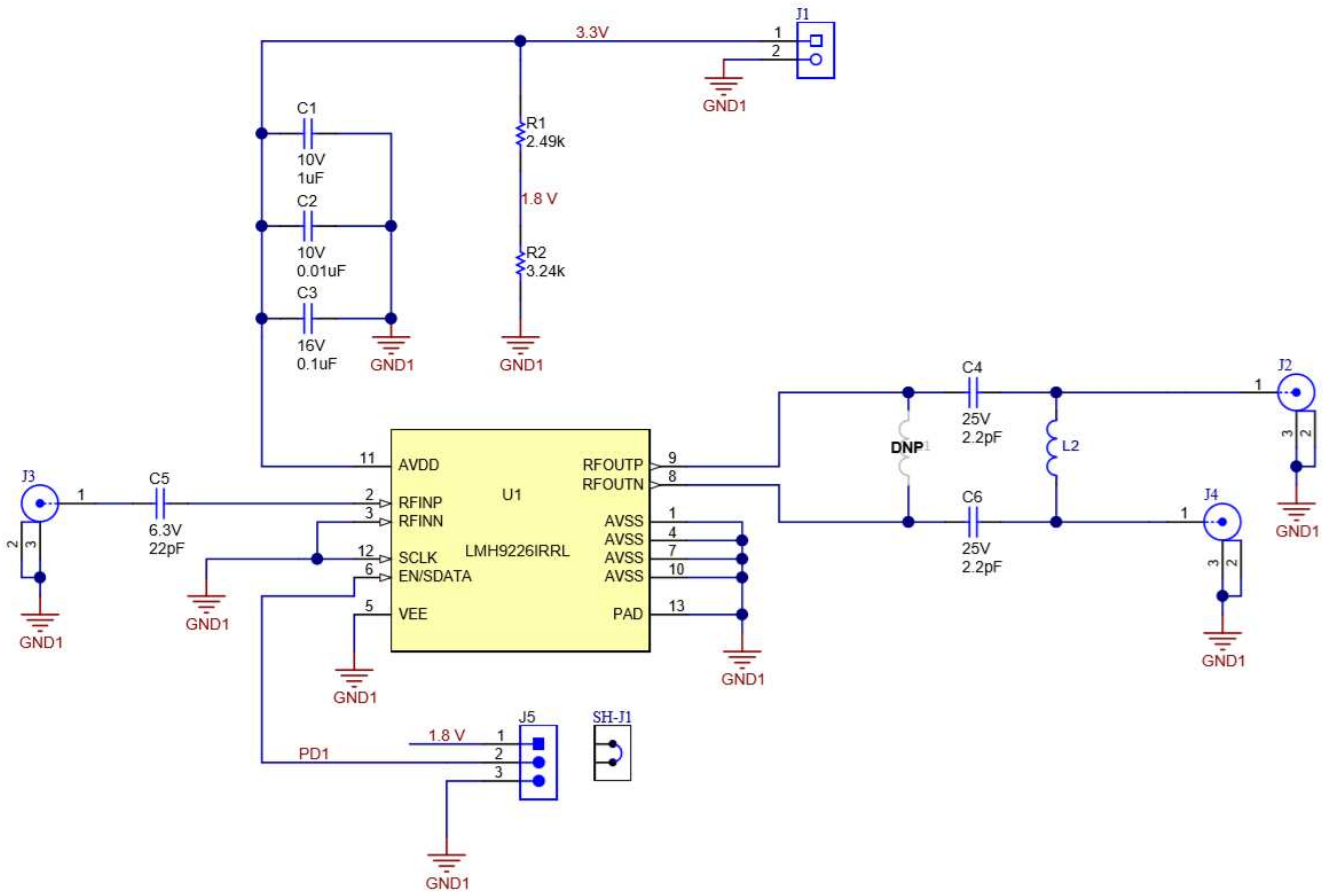 J1
3.3V
1
2
GND1
C1
10V
1uF
R1
2.49k
C2
10V
0.01uF
1.8 V
R2
3.24k
C3
16V
0.1uF
GND1
GND1
C4
25V
2.2pF
J2
1
3
2
GND1
DNP
L2
J3
1
2
3
GND1
C5
6.3V
22pF
GND1
11
AVDD
2
RFINP
3
RFINN
12
SCLK
6
EN/SDATA
5
VEE
GND1
U1
LMH9226IRRL
RFOUTP
9
RFOUTN
8
AVSS
1
AVSS
4
AVSS
7
AVSS
10
PAD
13
GND1
C6
25V
2.2pF
J4
1
3
2
GND1
J5
SH-J1
1.8 V
1
PD1
2
3
GND1